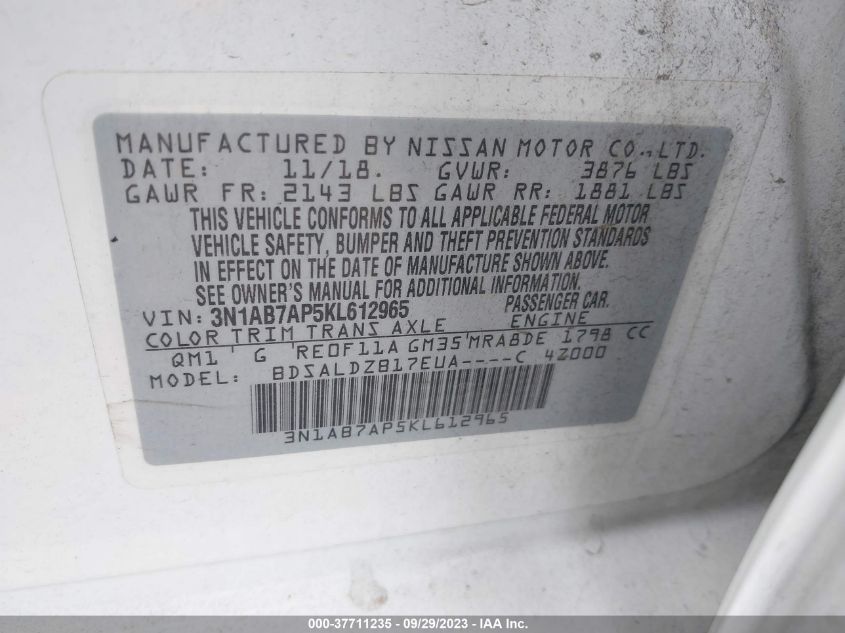 MANUFACTURED BY NISSAN MOTOR CO.,LTD.
DATE: 11/18. GVWR: 3876 LBS
GAWR FR: 2143 LBS GAWR RR: 1881 LBS
THIS VEHICLE CONFORMS TO ALL APPLICABLE FEDERAL MOTOR
VEHICLE SAFETY, BUMPER AND THEFT PREVENTION STANDARDS
IN EFFECT ON THE DATE OF MANUFACTURE SHOWN ABOVE.
SEE OWNER'S MANUAL FOR ADDITIONAL INFORMATION.
VIN: 3N1AB7AP5KL612965 PASSENGER CAR.
COLOR TRIM TRANS AXLE ENGINE
QM1 G RE0F11A GM35 MRA8DE 1798 CC
MODEL: BDSALDZB17EUA----C 4Z000
3N1AB7AP5KL612965
000-37711235 - 09/29/2023 - IAA Inc.